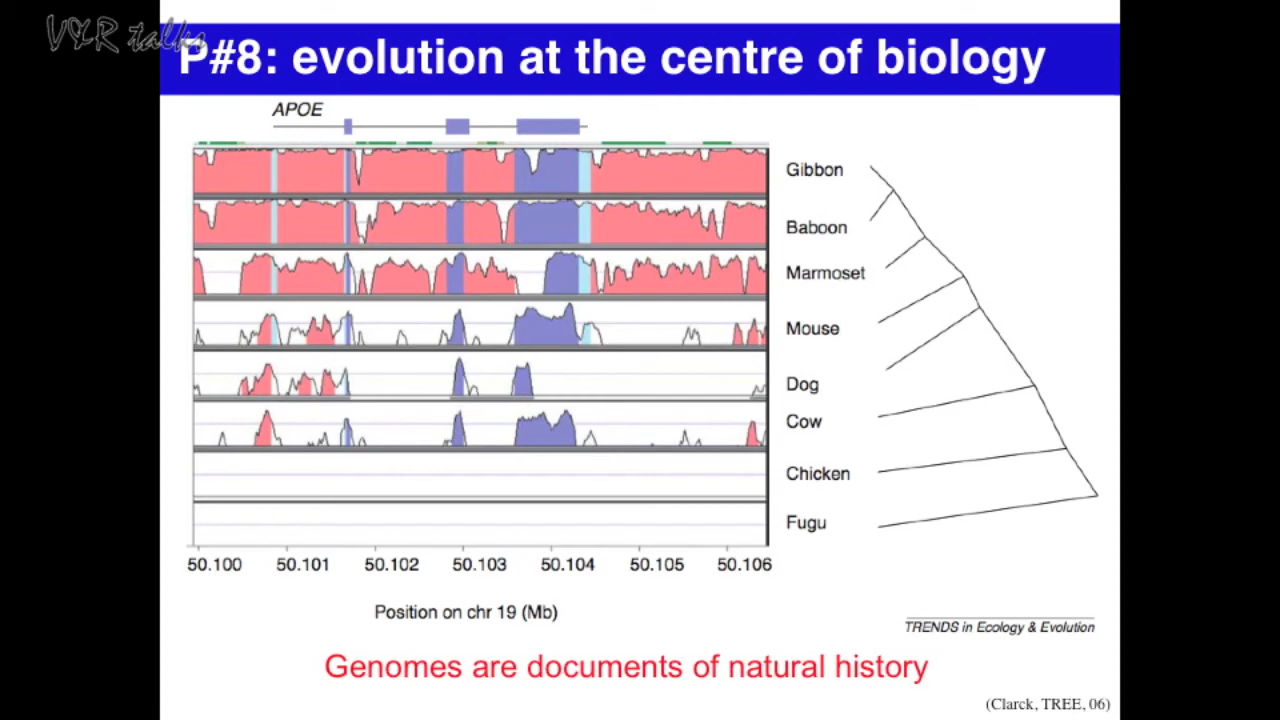 V&R talks
P#8: evolution at the centre of biology
APOE
Gibbon
Baboon
Marmoset
Mouse
Dog
Cow
Chicken
Fugu
50.100 50.101 50.102 50.103 50.104 50.105 50.106
Position on chr 19 (Mb)
TRENDS in Ecology & Evolution
Genomes are documents of natural history
(Clarck, TREE, 06)